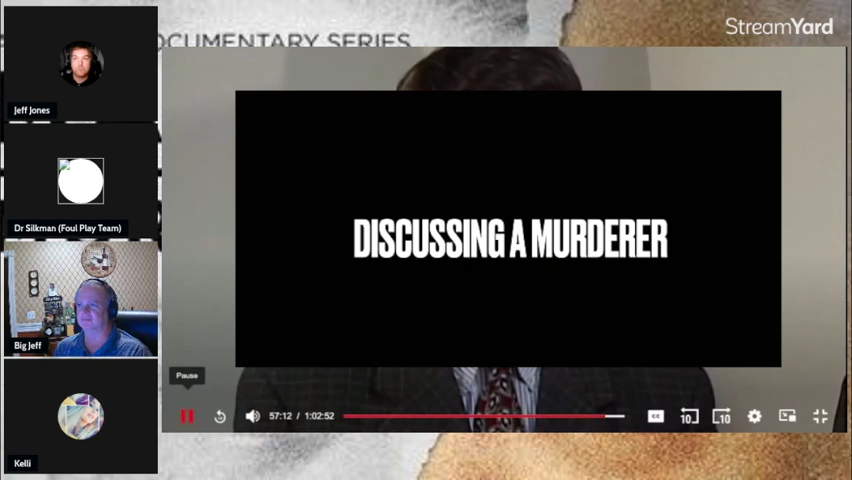 StreamYard
OCUMENTARY SERIES
Jeff Jones
Dr Silkman (Foul Play Team)
Big Jeff
Kelli
DISCUSSING A MURDERER
Pause
57:12 / 1:02:52
CC
10
10